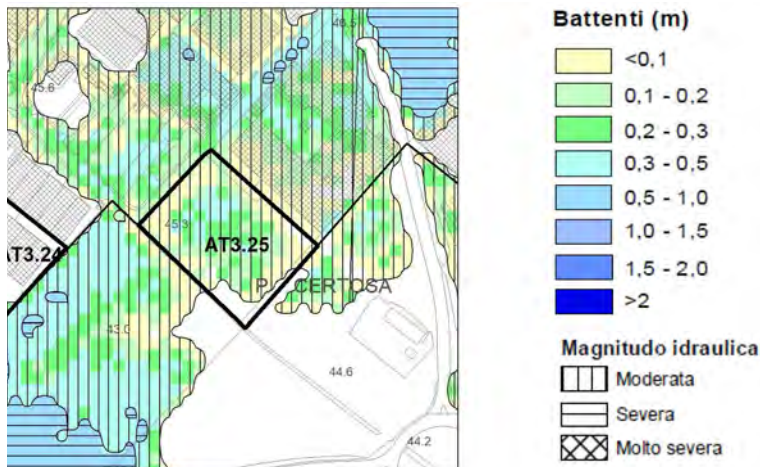 46.5
45.6
45.3
AT3.25
AT3.24
P. CERTOSA
43.0
44.6
44.2
Battenti (m)
<0,1
0,1 - 0,2
0,2 - 0,3
0,3 - 0,5
0,5 - 1,0
1,0 - 1,5
1,5 - 2,0
>2
Magnitudo idraulica
Moderata
Severa
Molto severa